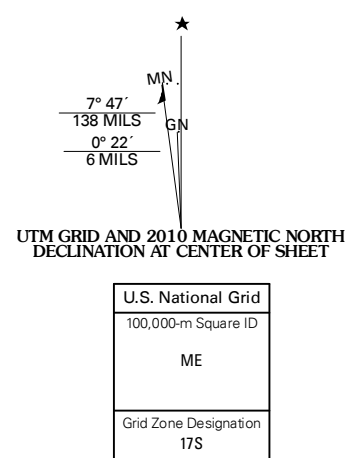 MN
7° 47´
138 MILS
GN
0° 22´
6 MILS
UTM GRID AND 2010 MAGNETIC NORTH
DECLINATION AT CENTER OF SHEET
U.S. National Grid
100,000-m Square ID
ME
Grid Zone Designation
17S